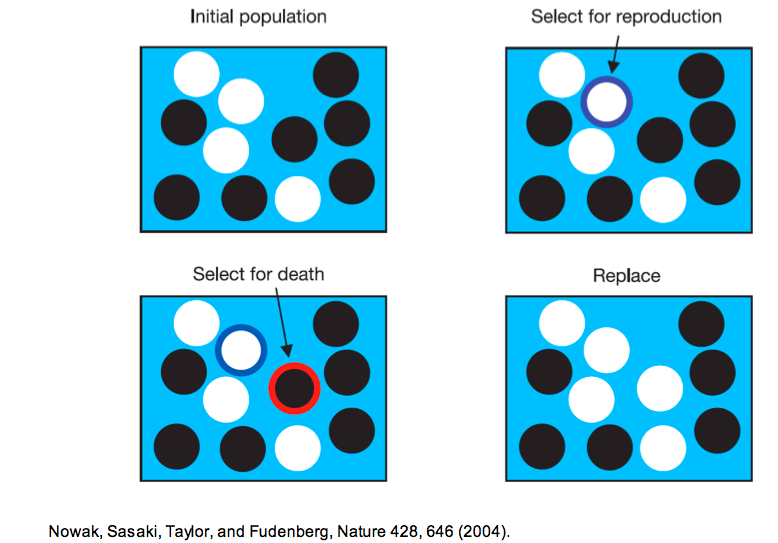 Initial population
Select for reproduction
Select for death
Replace
Nowak, Sasaki, Taylor, and Fudenberg, Nature 428, 646 (2004).